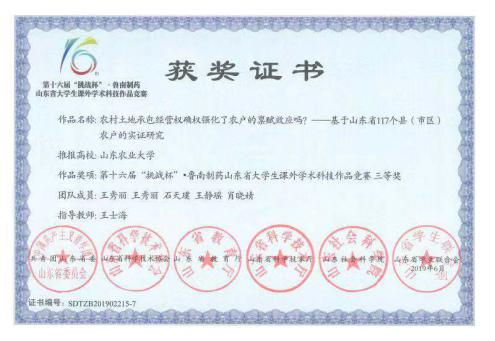 16
第十六届“挑战杯”·鲁南制药
山东省大学生课外学术科技作品竞赛
获奖证书
作品名称：农村土地承包经营权确权强化了农户的禀赋效应吗？——基于山东省117个县（市区）
农户的实证研究
推报高校：山东农业大学
作品奖项：第十六届“挑战杯”·鲁南制药山东省大学生课外学术科技作品竞赛 三等奖
团队成员：王秀丽 王秀丽 石天璞 王静瑶 肖晓婧
指导教师：王士海
共青团山东省委 山东省科学技术协会 山东省教育厅 山东省科学技术厅 山东社会科学院 山东省学生联合会
2019年6月
证书编号：SDTZB201902215-7